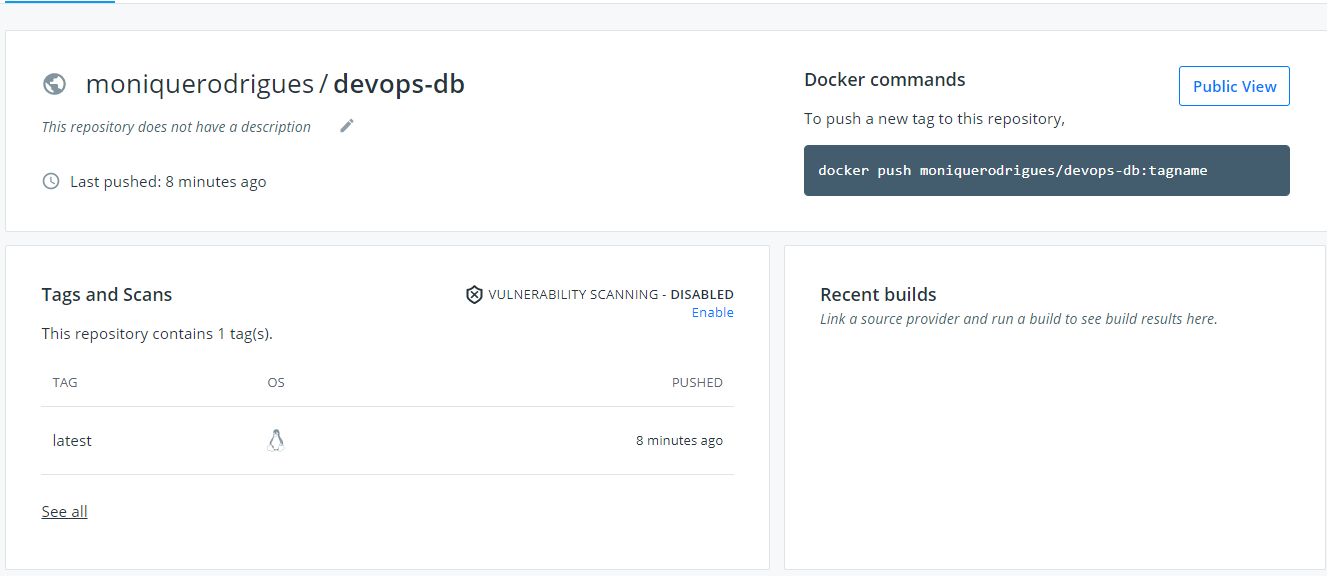 moniquerodrigues / devops-db
This repository does not have a description
Last pushed: 8 minutes ago
Docker commands
Public View
To push a new tag to this repository,
docker push moniquerodrigues/devops-db:tagname
Tags and Scans
VULNERABILITY SCANNING - DISABLED
Enable
This repository contains 1 tag(s).
TAG OS PUSHED
latest 8 minutes ago
See all
Recent builds
Link a source provider and run a build to see build results here.